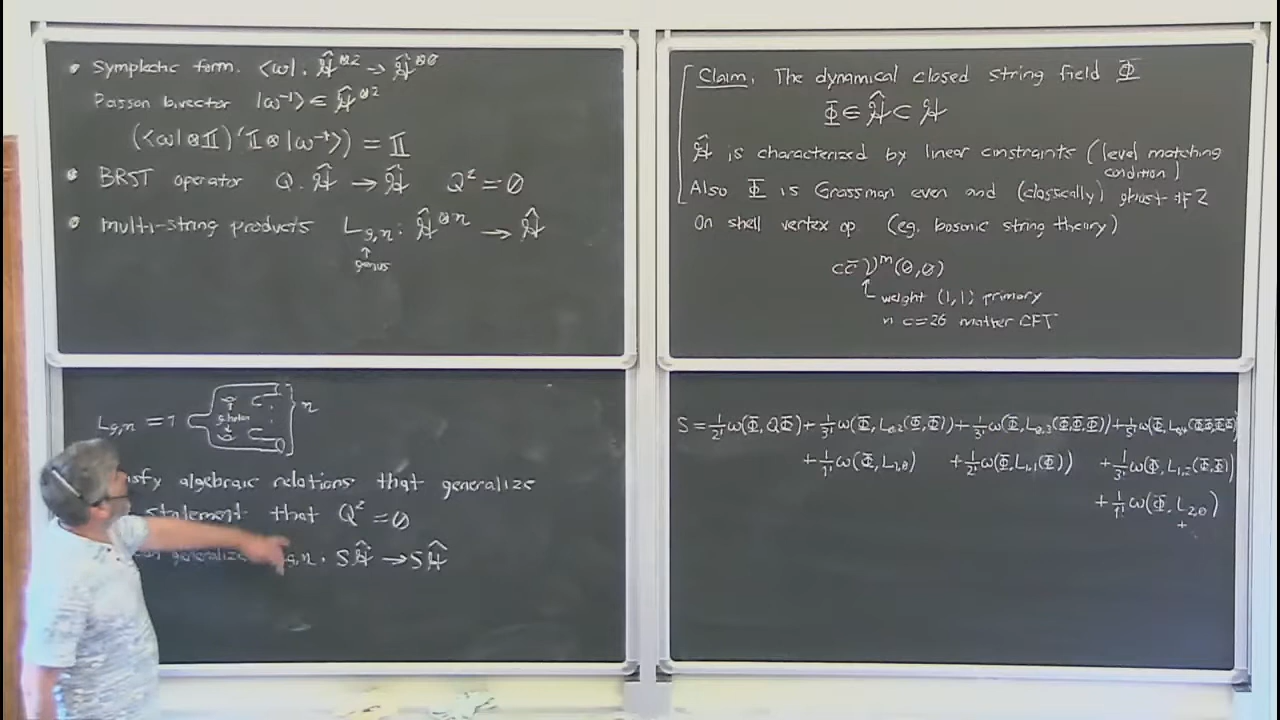 • Symplectic form. ⟨ω| : Ĥ^⊗2 → Ĥ^⊗0
Poisson bivector |ω⁻¹⟩ ∈ Ĥ^⊗2
(⟨ω|⊗𝕀)(𝕀⊗|ω⁻¹⟩) = 𝕀
• BRST operator Q: Ĥ → Ĥ Q² = 0
• multi-string products L_{g,n} : Ĥ^⊗n → Ĥ
↑
genus
L_{g,n} =
g holes
} n
sfy algebraic relations that generalize
statement that Q² = 0
generalize g,n : SĤ → SĤ
[Claim. The dynamical closed string field Φ
Φ ∈ Ĥ ⊂ H
Ĥ is characterized by linear constraints (level matching
condition)
Also Φ is Grassman even and (classically) ghost # 2
On shell vertex op. (eg. bosonic string theory)
c c̄ V^m(0,0)
weight (1,1) primary
in c=26 matter CFT
S = 1/2! ω(Φ, QΦ) + 1/3! ω(Φ, L_{0,2}(Φ,Φ)) + 1/3! ω(Φ, L_{0,3}(Φ,Φ,Φ)) + 1/5! ω(Φ, L_{0,4}(Φ,Φ,Φ,Φ))
+ 1/1! ω(Φ, L_{1,0}) + 1/2! ω(Φ, L_{1,1}(Φ)) + 1/3! ω(Φ, L_{1,2}(Φ,Φ))
+ 1/1! ω(Φ, L_{2,0})
+